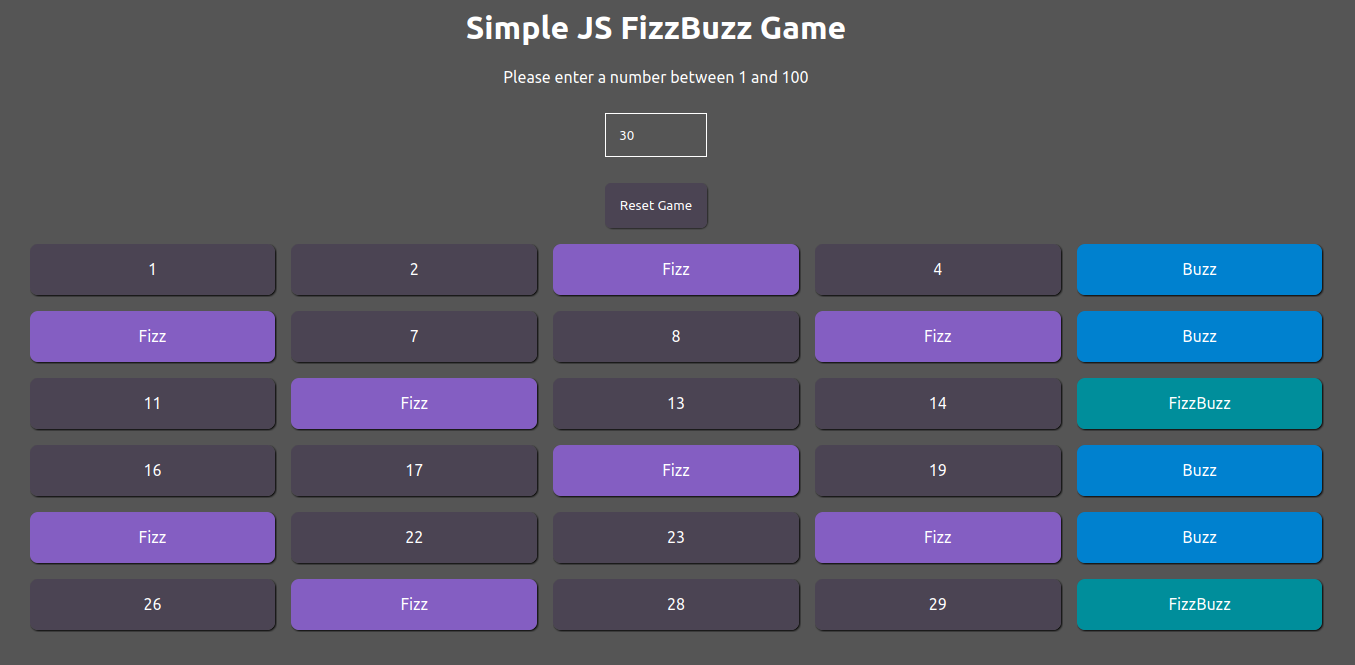 Simple JS FizzBuzz Game
Please enter a number between 1 and 100
30
Reset Game
1 2 Fizz 4 Buzz
Fizz 7 8 Fizz Buzz
11 Fizz 13 14 FizzBuzz
16 17 Fizz 19 Buzz
Fizz 22 23 Fizz Buzz
26 Fizz 28 29 FizzBuzz